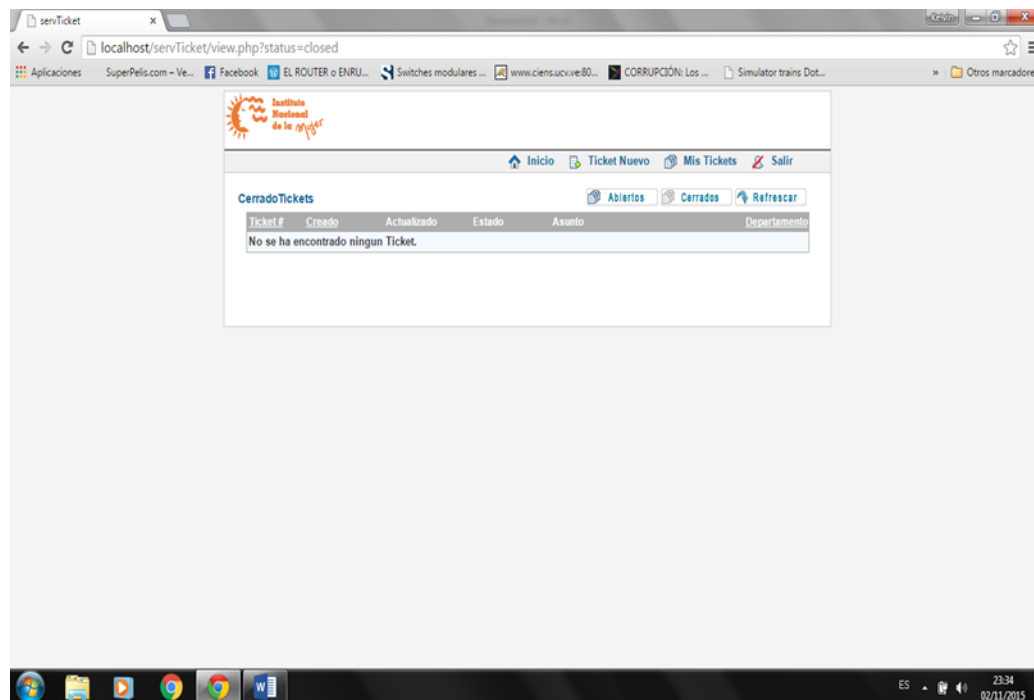 servTicket
Kelvin
localhost/servTicket/view.php?status=closed
Aplicaciones SuperPelis.com – Ve... Facebook EL ROUTER o ENRU... Switches modulares ... www.ciens.ucv.ve:80... CORRUPCIÓN: Los ... Simulator trains Dot... » Otros marcadore
Instituto
Nacional
de la mujer
Inicio Ticket Nuevo Mis Tickets Salir
CerradoTickets Abiertos Cerrados Refrescar
Ticket # Creado Actualizado Estado Asunto Departamento
No se ha encontrado ningun Ticket.
ES 23:34
02/11/2015